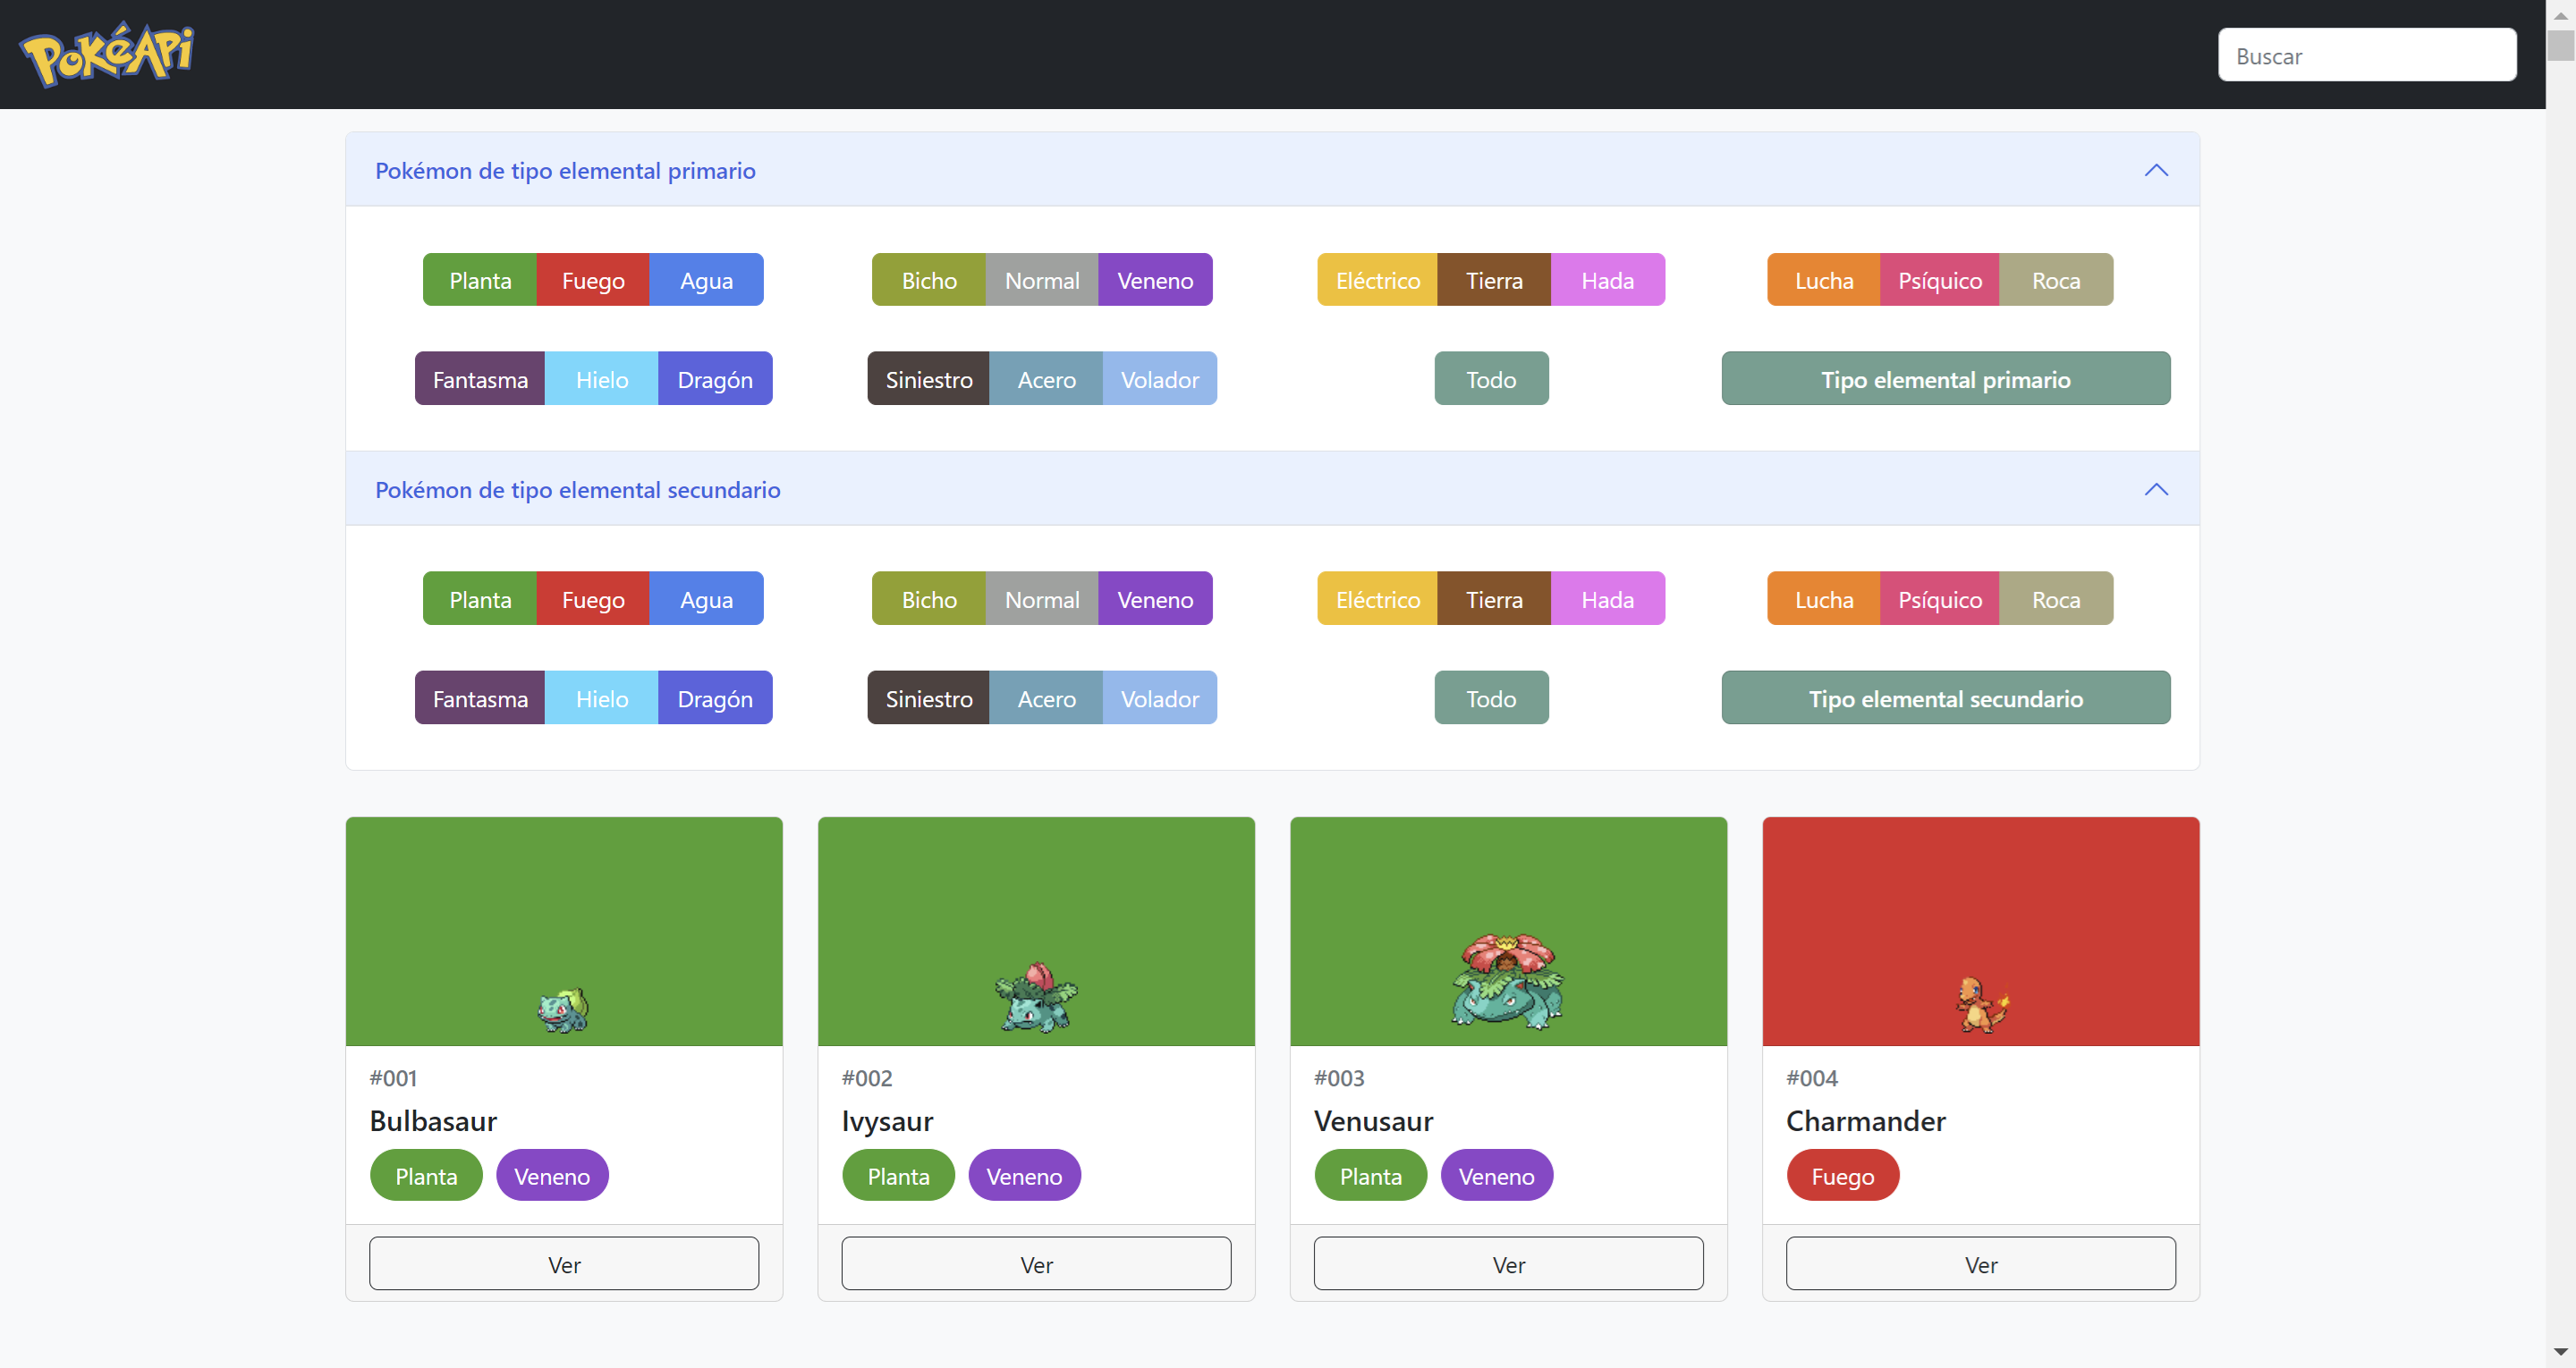 PokéAPi
Buscar
Pokémon de tipo elemental primario
Planta Fuego Agua Bicho Normal Veneno Eléctrico Tierra Hada Lucha Psíquico Roca
Fantasma Hielo Dragón Siniestro Acero Volador Todo Tipo elemental primario
Pokémon de tipo elemental secundario
Planta Fuego Agua Bicho Normal Veneno Eléctrico Tierra Hada Lucha Psíquico Roca
Fantasma Hielo Dragón Siniestro Acero Volador Todo Tipo elemental secundario
#001
Bulbasaur
Planta Veneno
Ver
#002
Ivysaur
Planta Veneno
Ver
#003
Venusaur
Planta Veneno
Ver
#004
Charmander
Fuego
Ver